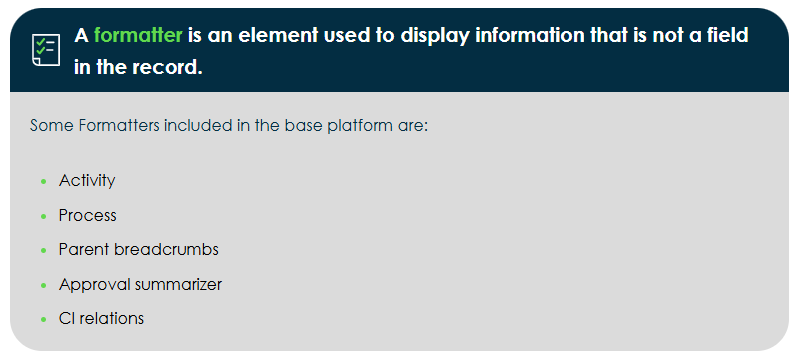 A formatter is an element used to display information that is not a field
in the record.
Some Formatters included in the base platform are:
Activity
Process
Parent breadcrumbs
Approval summarizer
CI relations